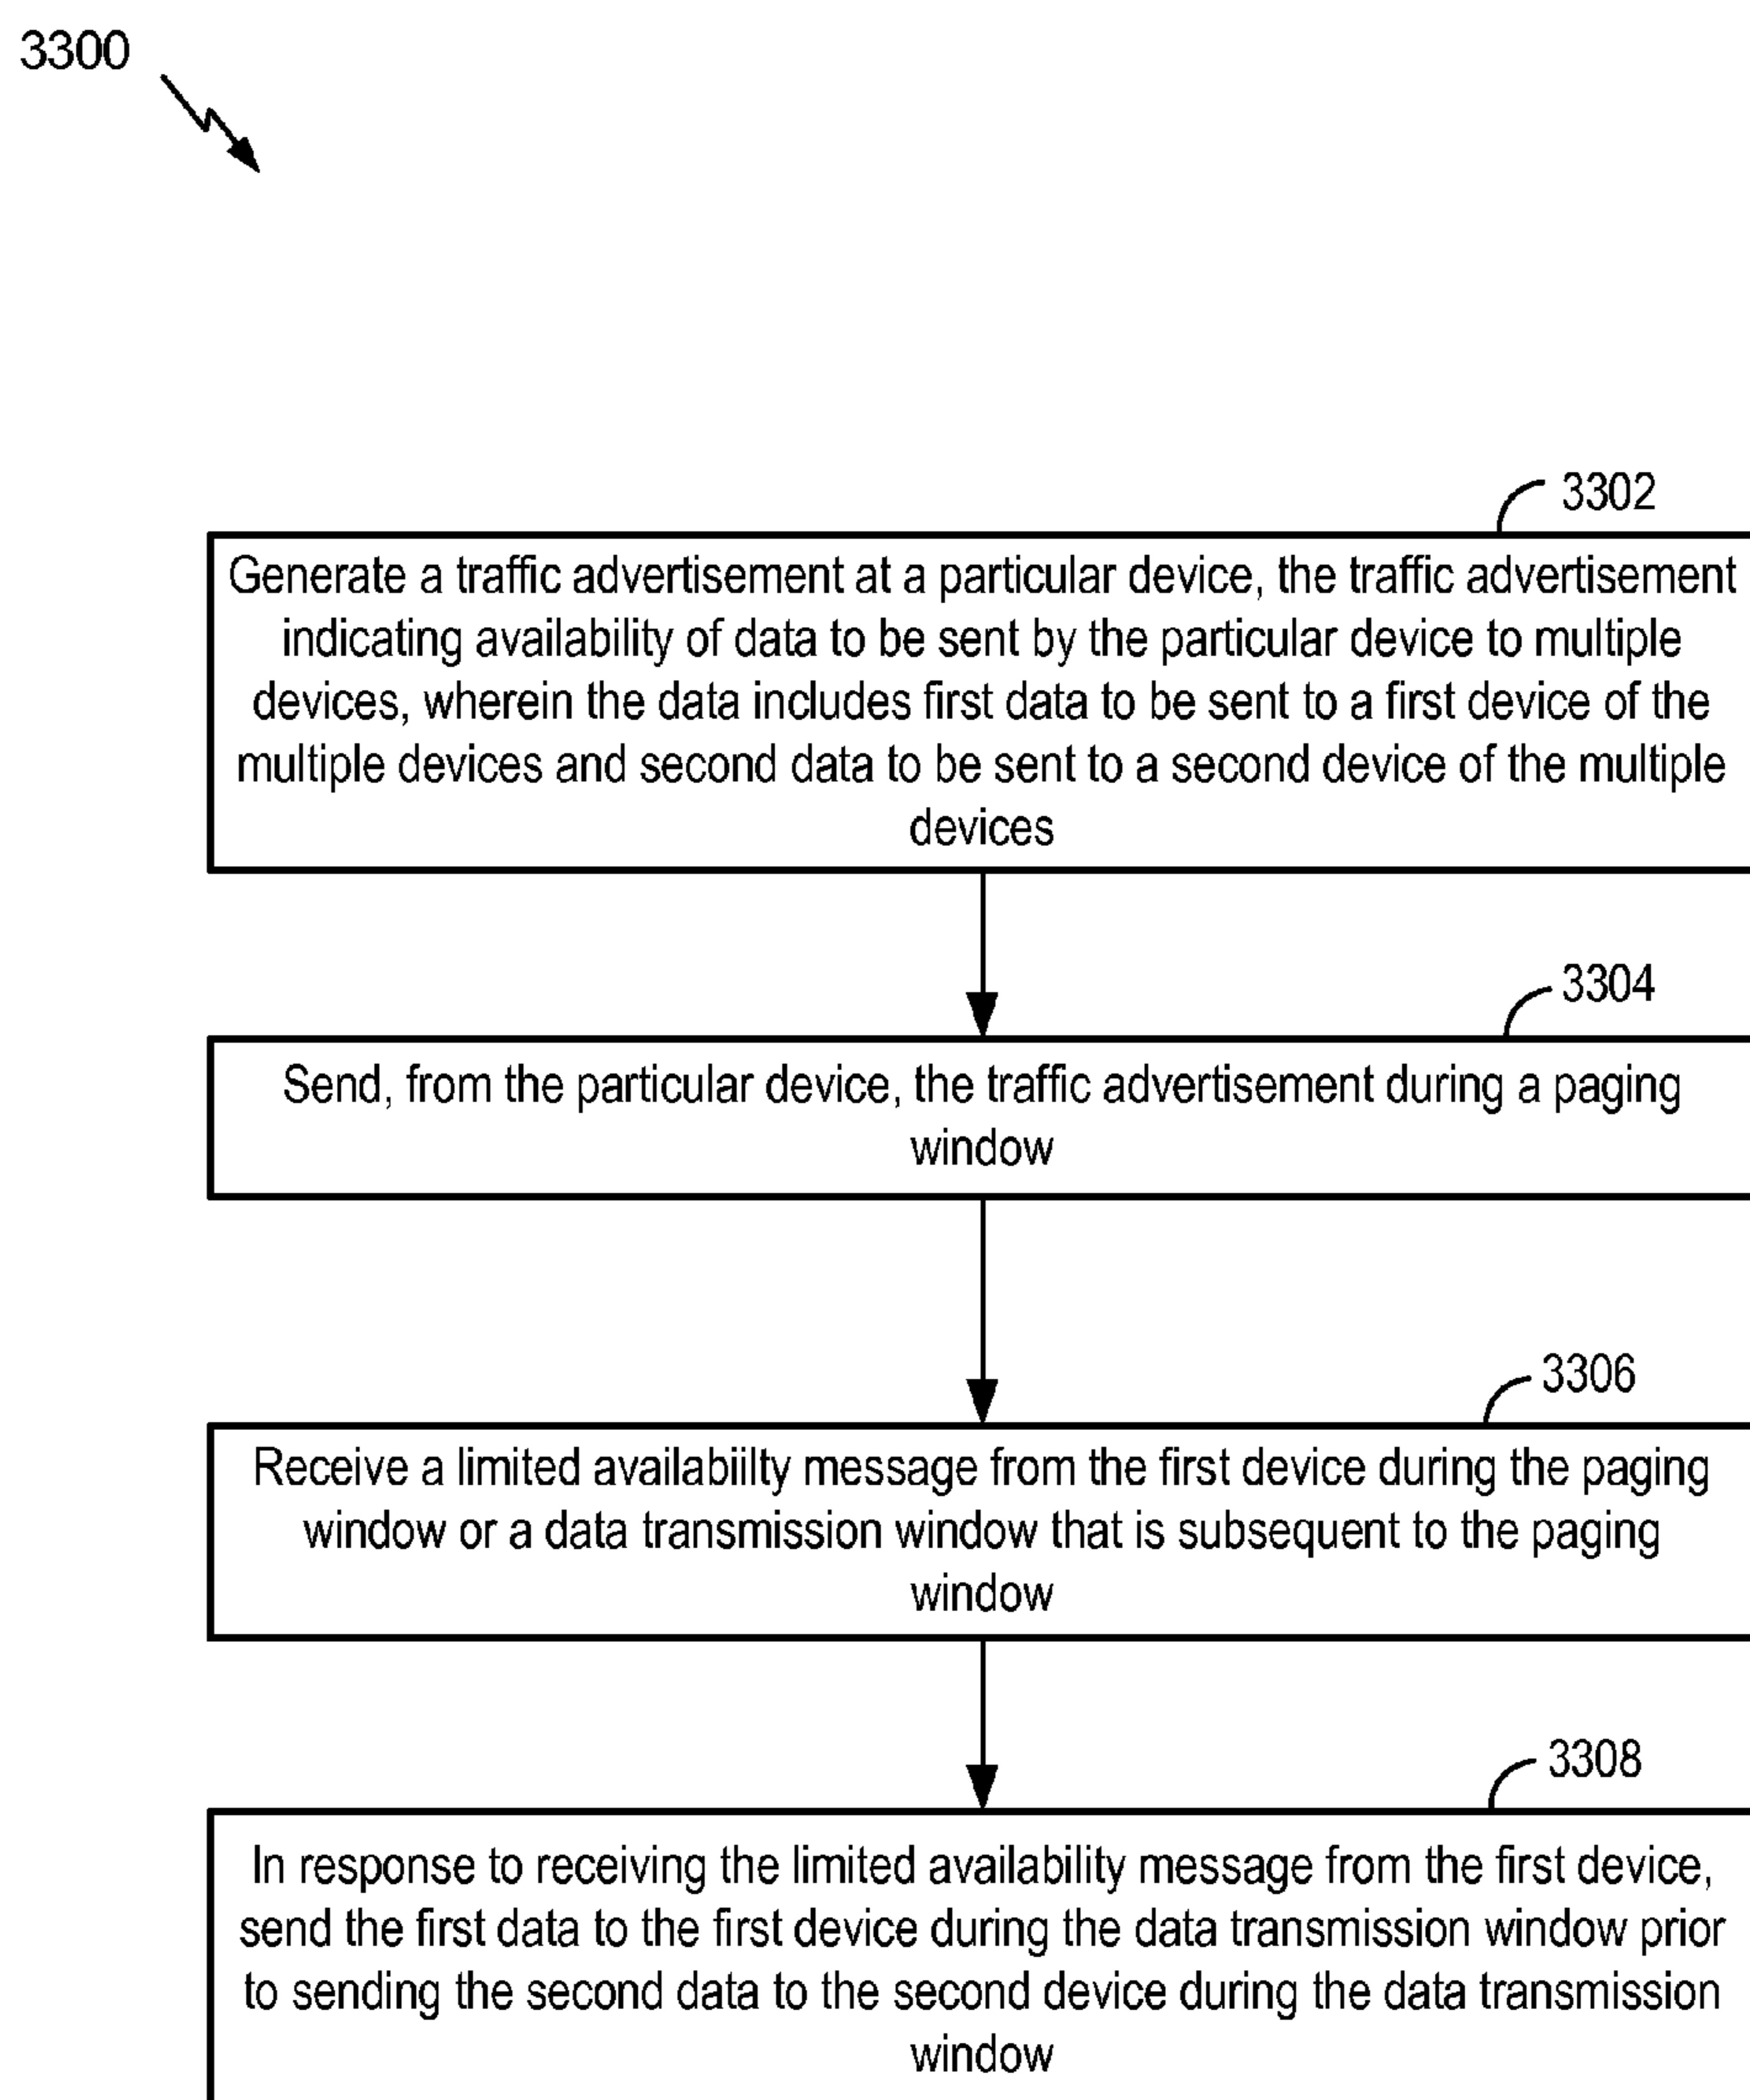 3300
3302
Generate a traffic advertisement at a particular device, the traffic advertisement
indicating availability of data to be sent by the particular device to multiple
devices, wherein the data includes first data to be sent to a first device of the
multiple devices and second data to be sent to a second device of the multiple
devices
3304
Send, from the particular device, the traffic advertisement during a paging
window
3306
Receive a limited availabiilty message from the first device during the paging
window or a data transmission window that is subsequent to the paging
window
3308
In response to receiving the limited availability message from the first device,
send the first data to the first device during the data transmission window prior
to sending the second data to the second device during the data transmission
window